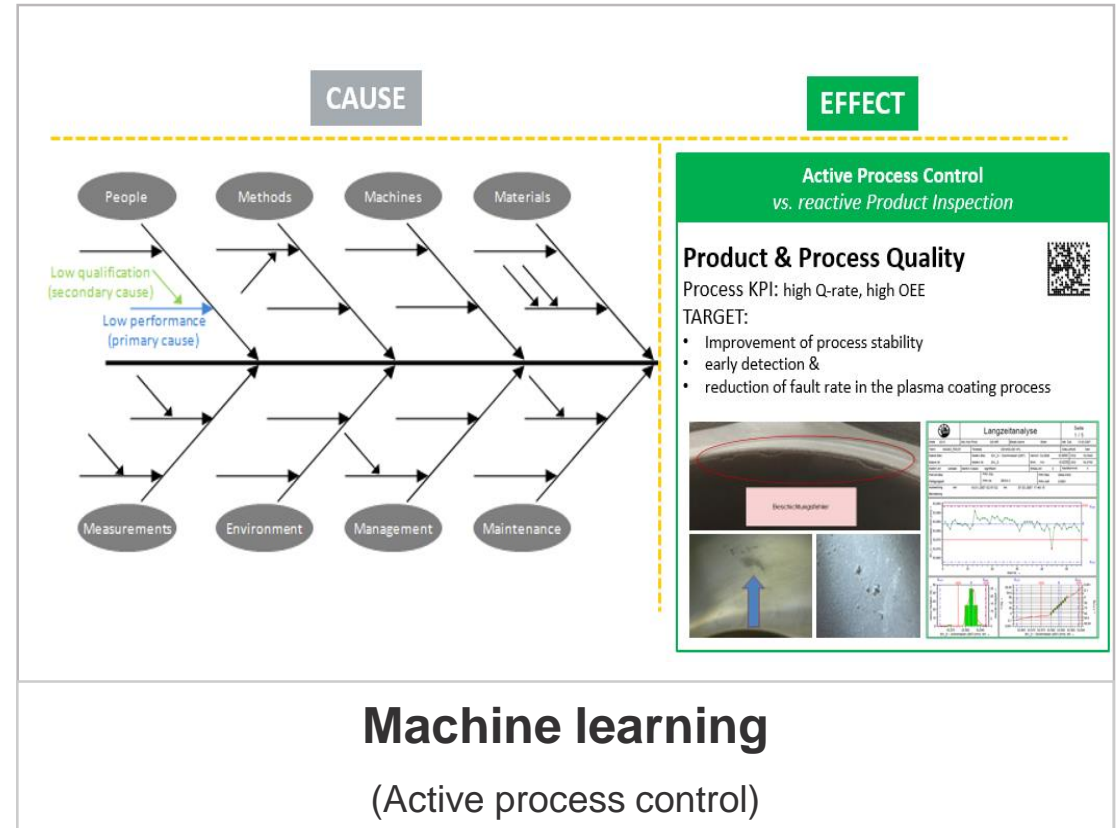 CAUSE
EFFECT
People
Methods
Machines
Materials
Low qualification
(secondary cause)
Low performance
(primary cause)
Measurements
Environment
Management
Maintenance
Active Process Control
vs. reactive Product Inspection
Product & Process Quality
Process KPI: high Q-rate, high OEE
TARGET:
• Improvement of process stability
• early detection &
• reduction of fault rate in the plasma coating process
Beschichtungsfehler
Langzeitanalyse
Seite
Machine learning
(Active process control)